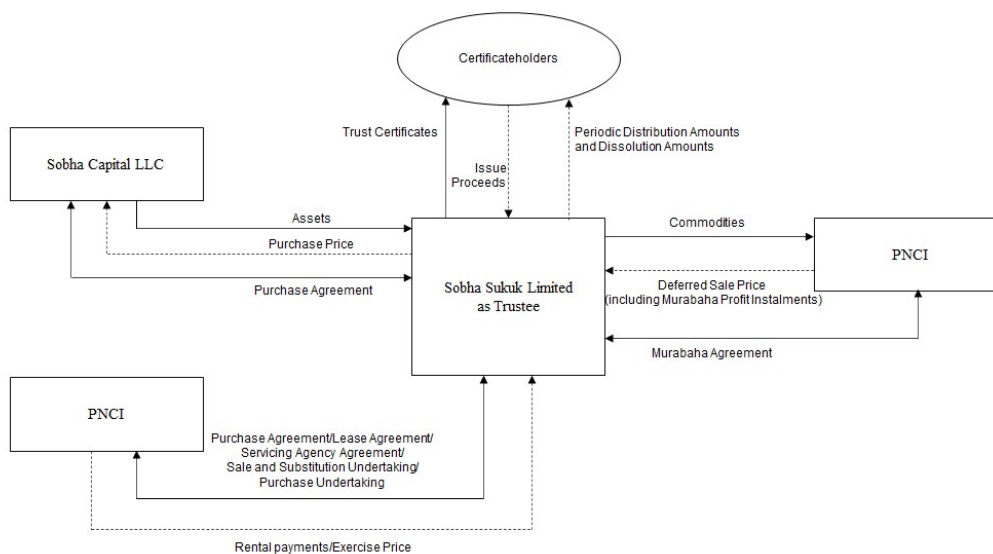 Certificateholders
Trust Certificates
Periodic Distribution Amounts
and Dissolution Amounts
Issue
Proceeds
Sobha Capital LLC
Assets
Purchase Price
Purchase Agreement
Sobha Sukuk Limited
as Trustee
Commodities
PNCI
Deferred Sale Price
(including Murabaha Profit Instalments)
Murabaha Agreement
PNCI
Purchase Agreement/Lease Agreement/
Servicing Agency Agreement/
Sale and Substitution Undertaking/
Purchase Undertaking
Rental payments/Exercise Price